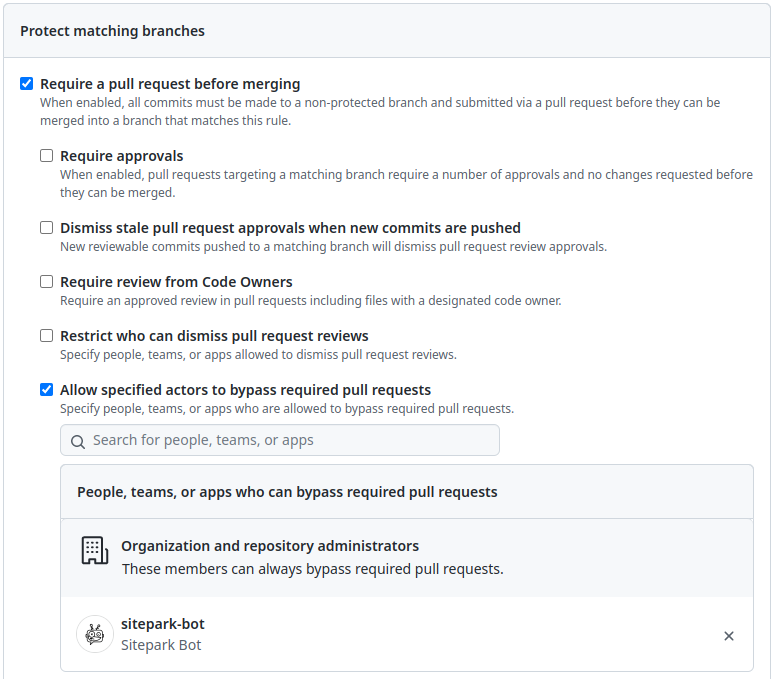 Protect matching branches
Require a pull request before merging
When enabled, all commits must be made to a non-protected branch and submitted via a pull request before they can be
merged into a branch that matches this rule.
Require approvals
When enabled, pull requests targeting a matching branch require a number of approvals and no changes requested before
they can be merged.
Dismiss stale pull request approvals when new commits are pushed
New reviewable commits pushed to a matching branch will dismiss pull request review approvals.
Require review from Code Owners
Require an approved review in pull requests including files with a designated code owner.
Restrict who can dismiss pull request reviews
Specify people, teams, or apps allowed to dismiss pull request reviews.
Allow specified actors to bypass required pull requests
Specify people, teams, or apps who are allowed to bypass required pull requests.
Search for people, teams, or apps
People, teams, or apps who can bypass required pull requests
Organization and repository administrators
These members can always bypass required pull requests.
sitepark-bot
Sitepark Bot